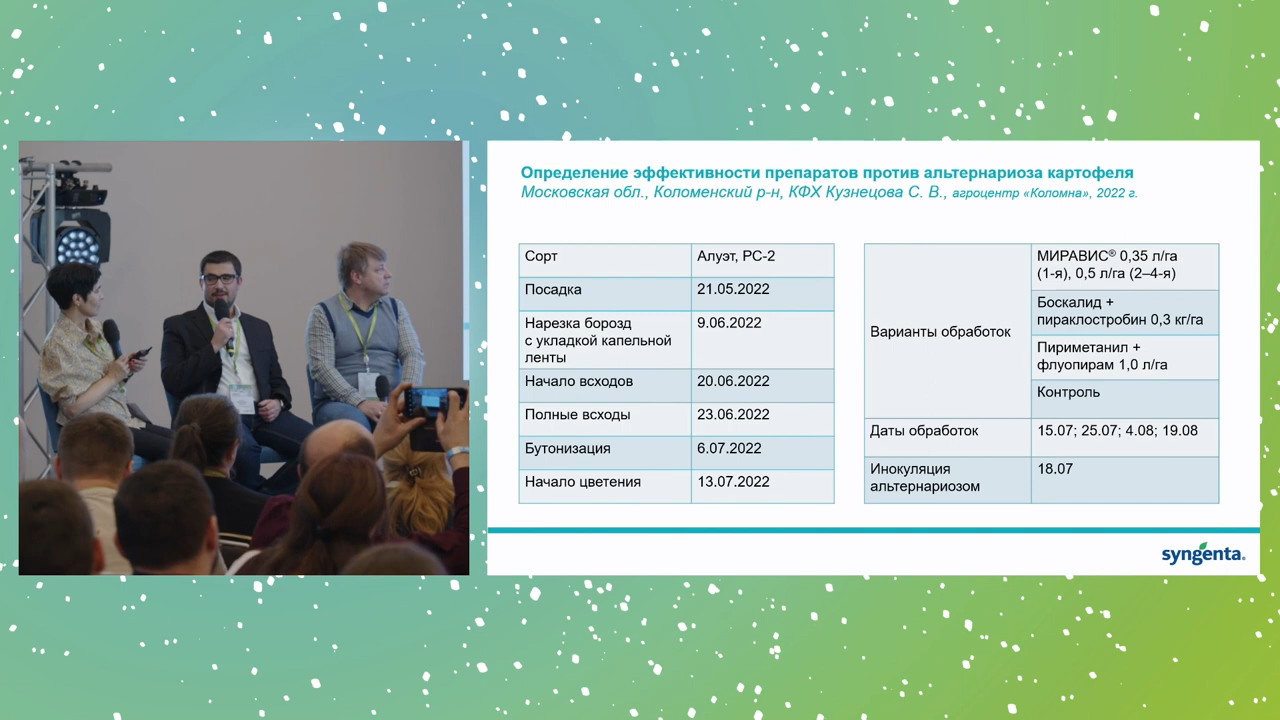 Определение эффективности препаратов против альтернариоза картофеля
Московская обл., Коломенский р-н, КФХ Кузнецова С. В., агроцентр «Коломна», 2022 г.
Сорт
Алуэт, РС-2
Посадка
21.05.2022
Нарезка борозд
с укладкой капельной
ленты
9.06.2022
Начало всходов
20.06.2022
Полные всходы
23.06.2022
Бутонизация
6.07.2022
Начало цветения
13.07.2022
Варианты обработок
МИРАВИС® 0,35 л/га
(1-я), 0,5 л/га (2–4-я)
Боскалид +
пираклостробин 0,3 кг/га
Пириметанил +
флуопирам 1,0 л/га
Контроль
Даты обработок
15.07; 25.07; 4.08; 19.08
Инокуляция
альтернариозом
18.07
syngenta.